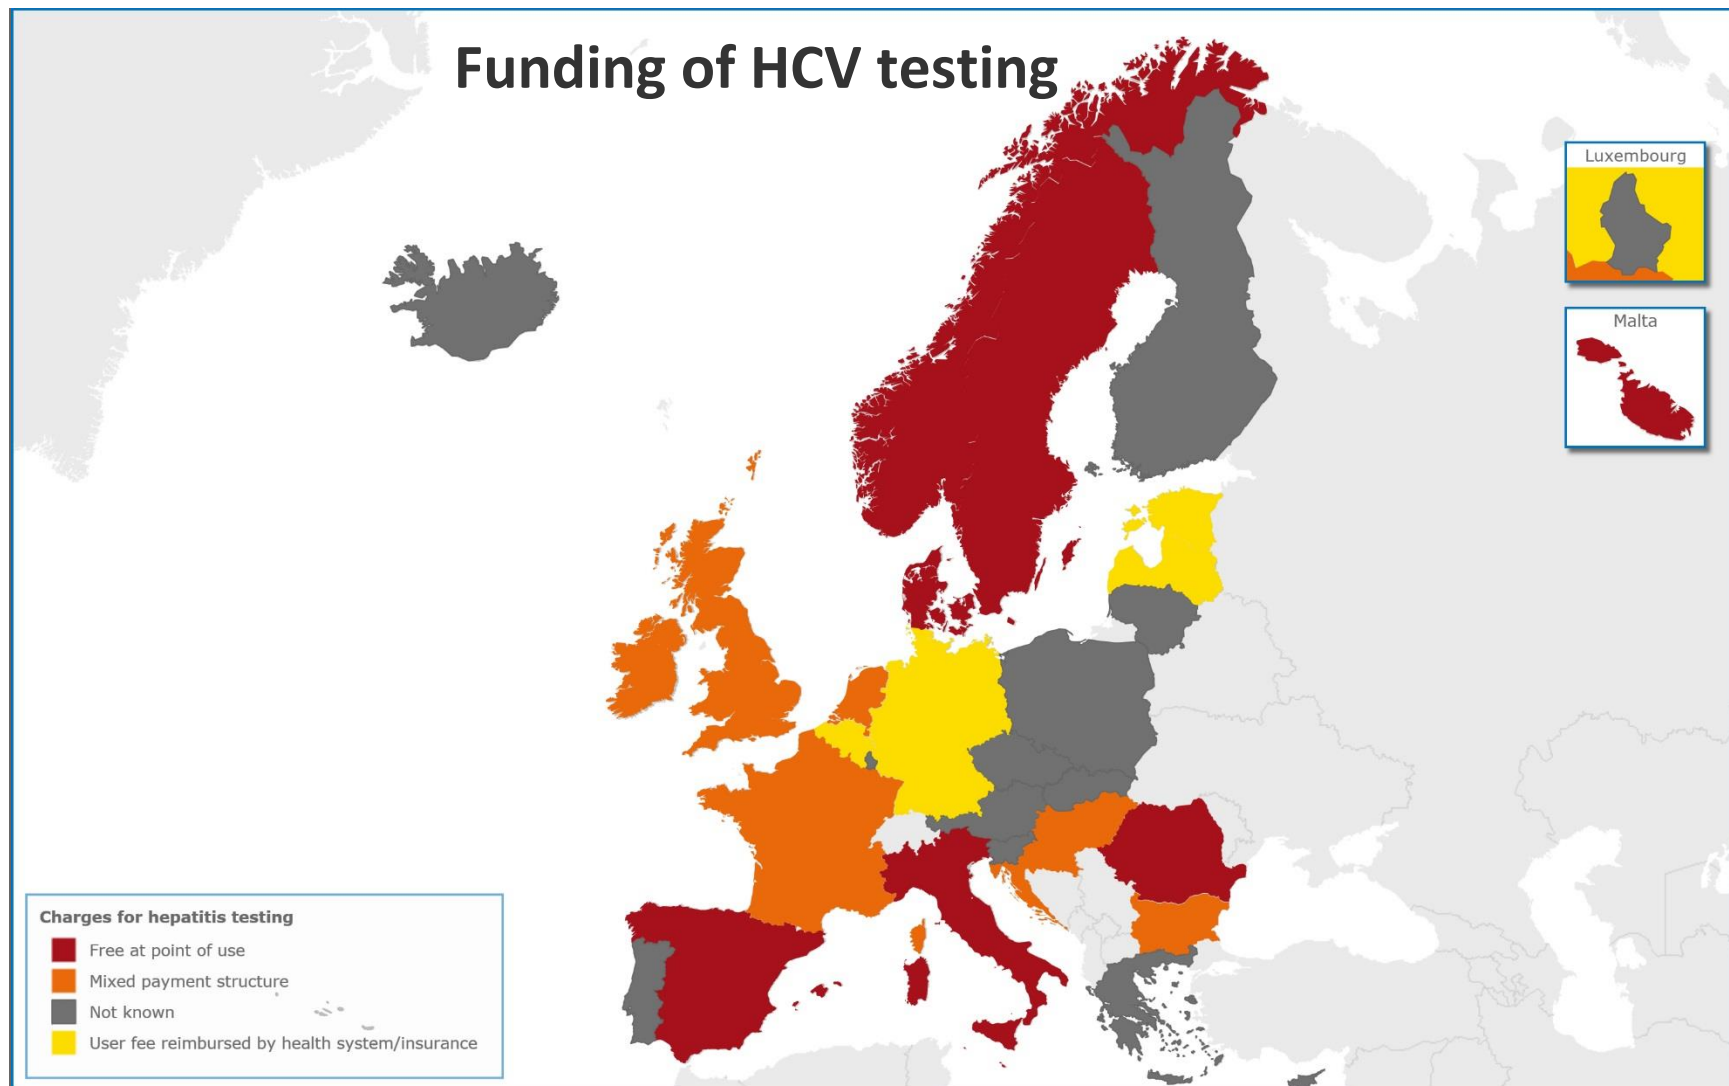 Funding of HCV testing
Luxembourg
Malta
Charges for hepatitis testing
Free at point of use
Mixed payment structure
Not known
User fee reimbursed by health system/insurance